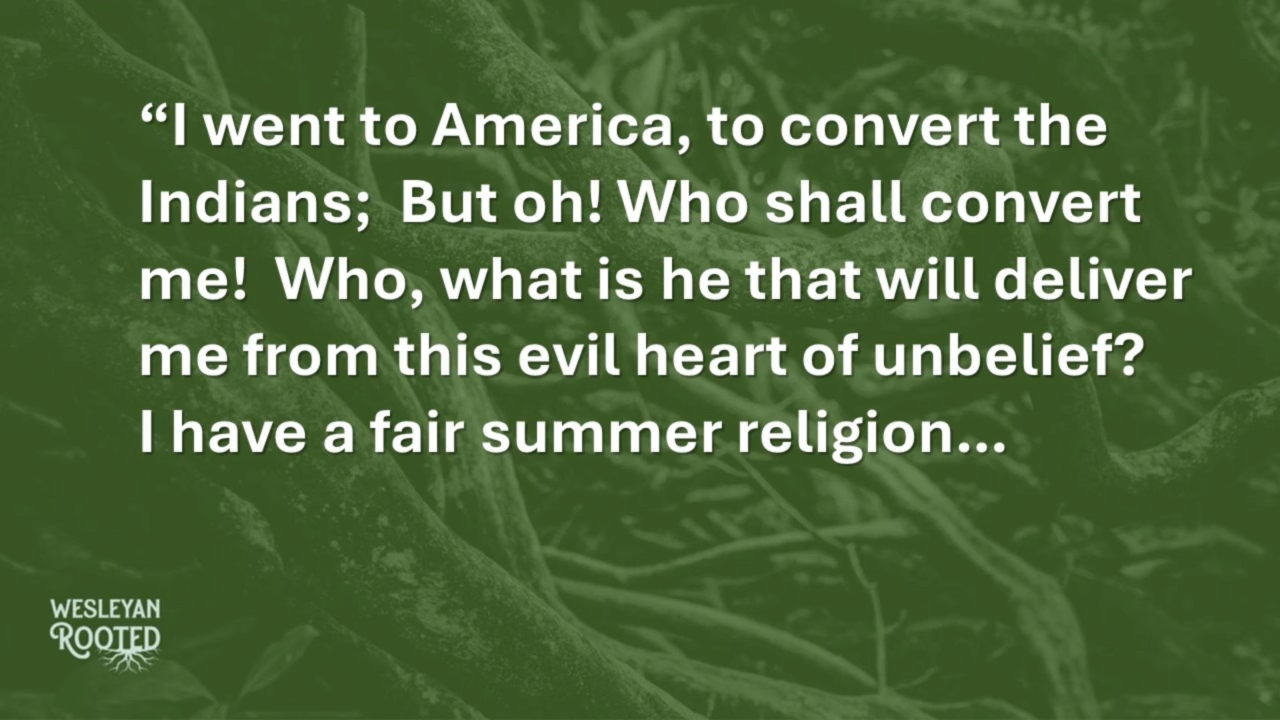 “I went to America, to convert the
Indians;  But oh! Who shall convert
me!  Who, what is he that will deliver
me from this evil heart of unbelief?
I have a fair summer religion…
WESLEYAN
ROOTED